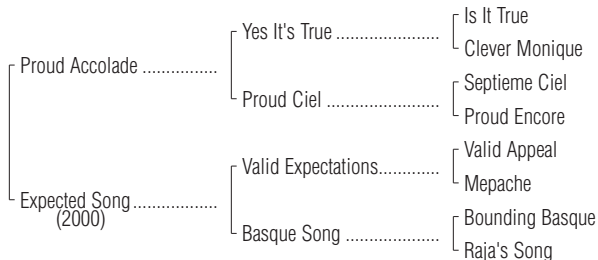 Is It True
Yes It's True ..................
Clever Monique
Proud Accolade ................
Septieme Ciel
Proud Ciel ........................
Proud Encore
Valid Appeal
Valid Expectations.............
Mepache
Expected Song..................
(2000)
Bounding Basque
Basque Song ....................
Raja's Song